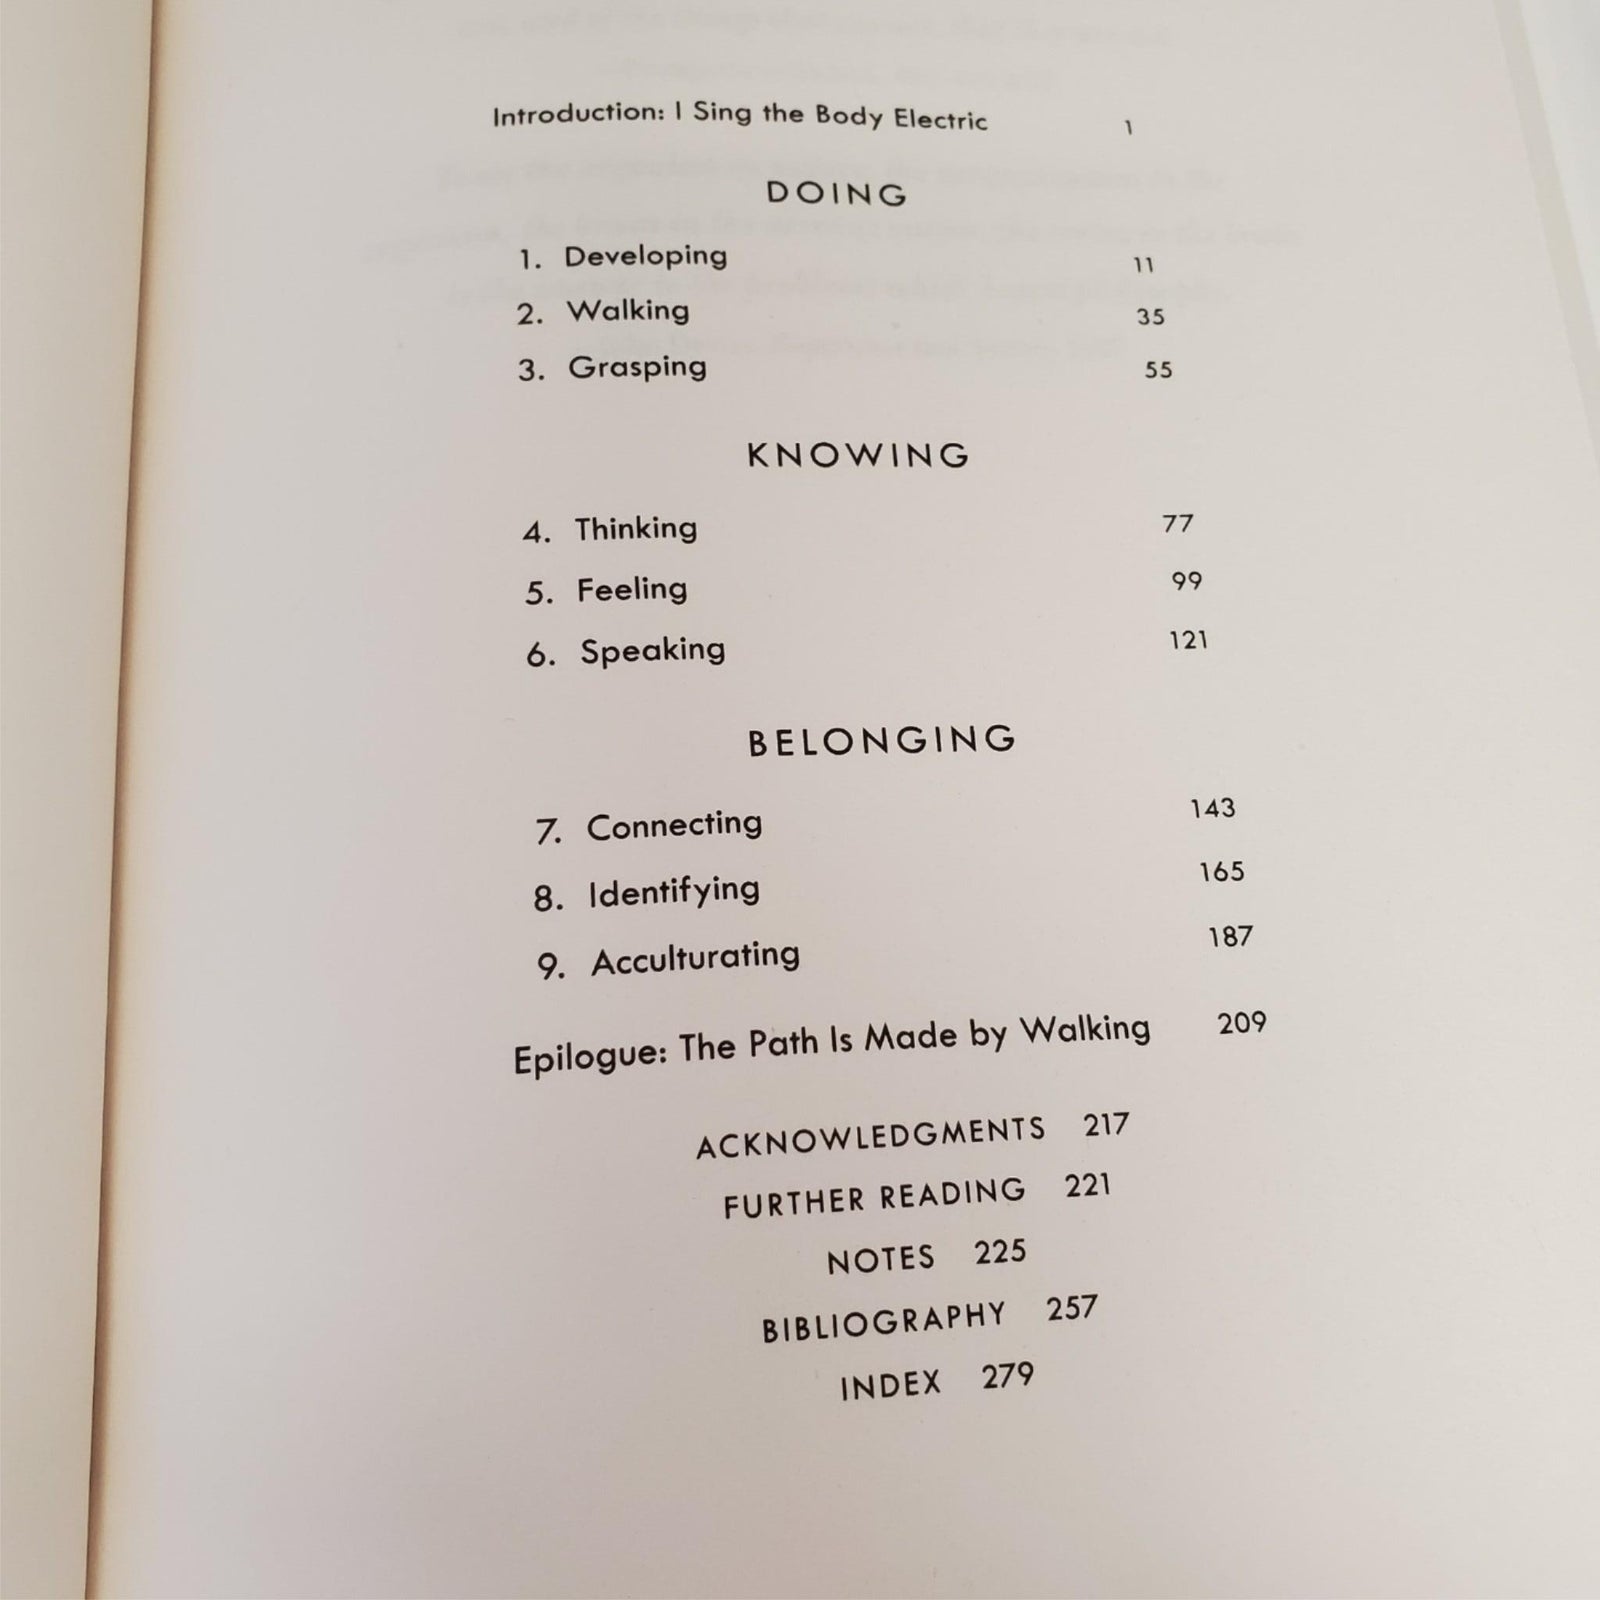 Introduction: I Sing the Body Electric 1
DOING
1. Developing 11
2. Walking 35
3. Grasping 55
KNOWING
4. Thinking 77
5. Feeling 99
6. Speaking 121
BELONGING
7. Connecting 143
8. Identifying 165
9. Acculturating 187
Epilogue: The Path Is Made by Walking 209
ACKNOWLEDGMENTS 217
FURTHER READING 221
NOTES 225
BIBLIOGRAPHY 257
INDEX 279